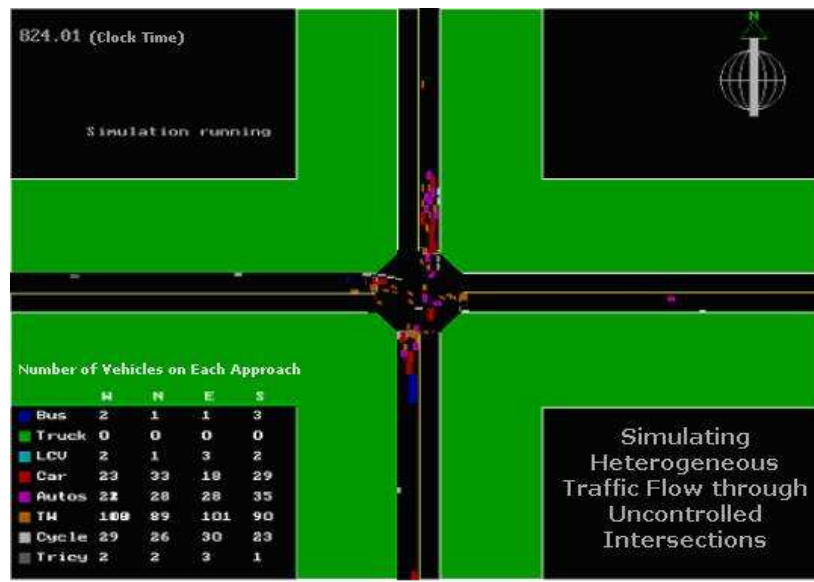 N
824.01 (Clock Time)
Simulation running
Number of Vehicles on Each Approach
W N E S
Bus 2 1 1 3
Truck 0 0 0 0
LCV 2 1 3 2
Car 23 33 18 29
Autos 28 28 35
TW 89 101 90
Cycle 29 26 30 23
Tricy 2 2 3 1
Simulating
Heterogeneous
Traffic Flow through
Uncontrolled
Intersections